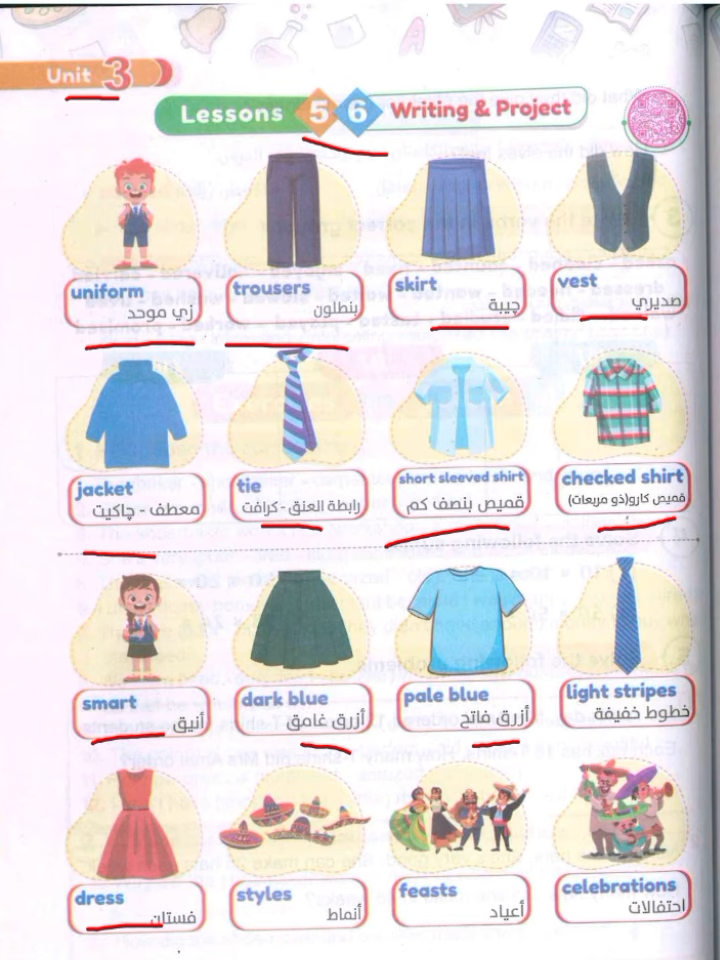 Unit 3
Lessons 5 6 Writing & Project
uniform
زي موحد
trousers
بنطلون
skirt
چيبة
vest
صديري
jacket
معطف - چاكيت
tie
رابطة العنق - كرافت
short sleeved shirt
قميص بنصف كم
checked shirt
قميص كارو(ذو مربعات)
smart
أنيق
dark blue
أزرق غامق
pale blue
أزرق فاتح
light stripes
خطوط خفيفة
dress
فستان
styles
أنماط
feasts
أعياد
celebrations
احتفالات